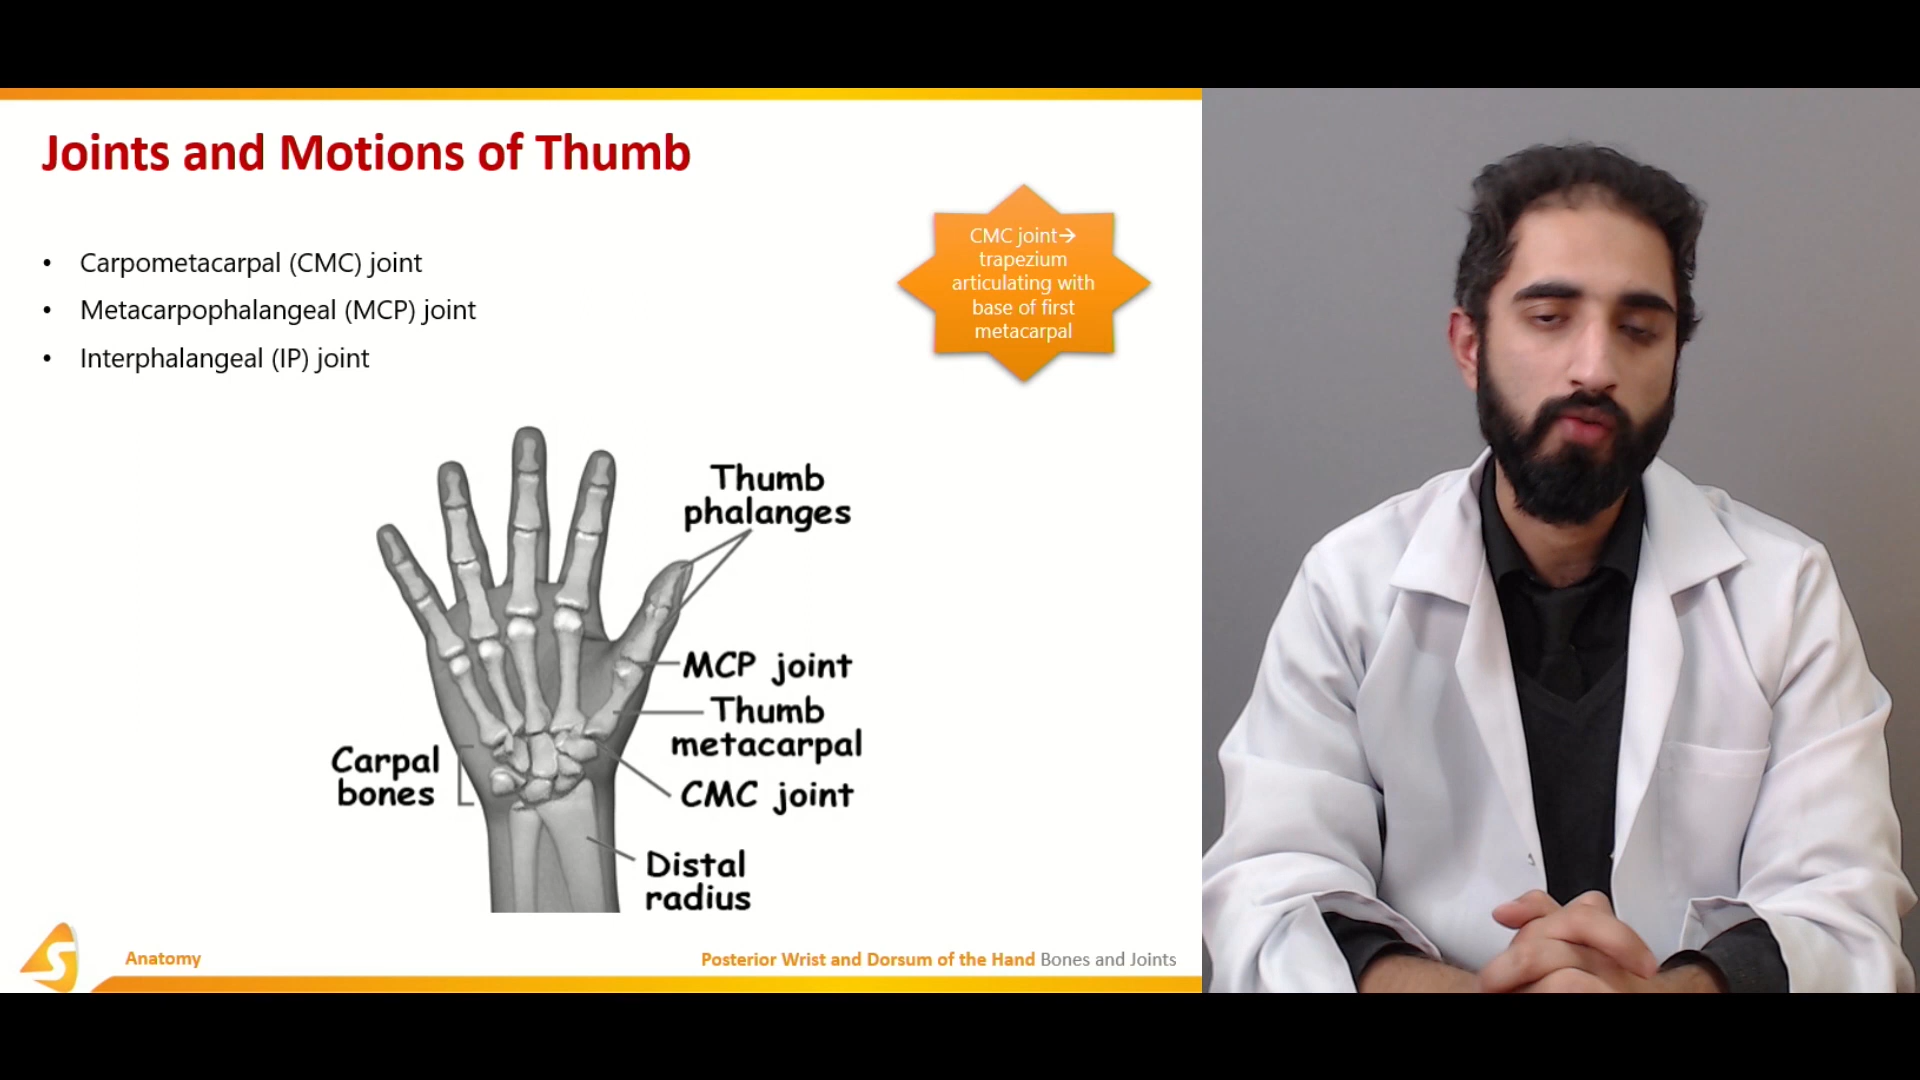 Joints and Motions of Thumb
• Carpometacarpal (CMC) joint
• Metacarpophalangeal (MCP) joint
• Interphalangeal (IP) joint
CMC joint→
trapezium
articulating with
base of first
metacarpal
Thumb
phalanges
MCP joint
Thumb
metacarpal
Carpal
bones
CMC joint
Distal
radius
S
Anatomy
Posterior Wrist and Dorsum of the Hand Bones and Joints